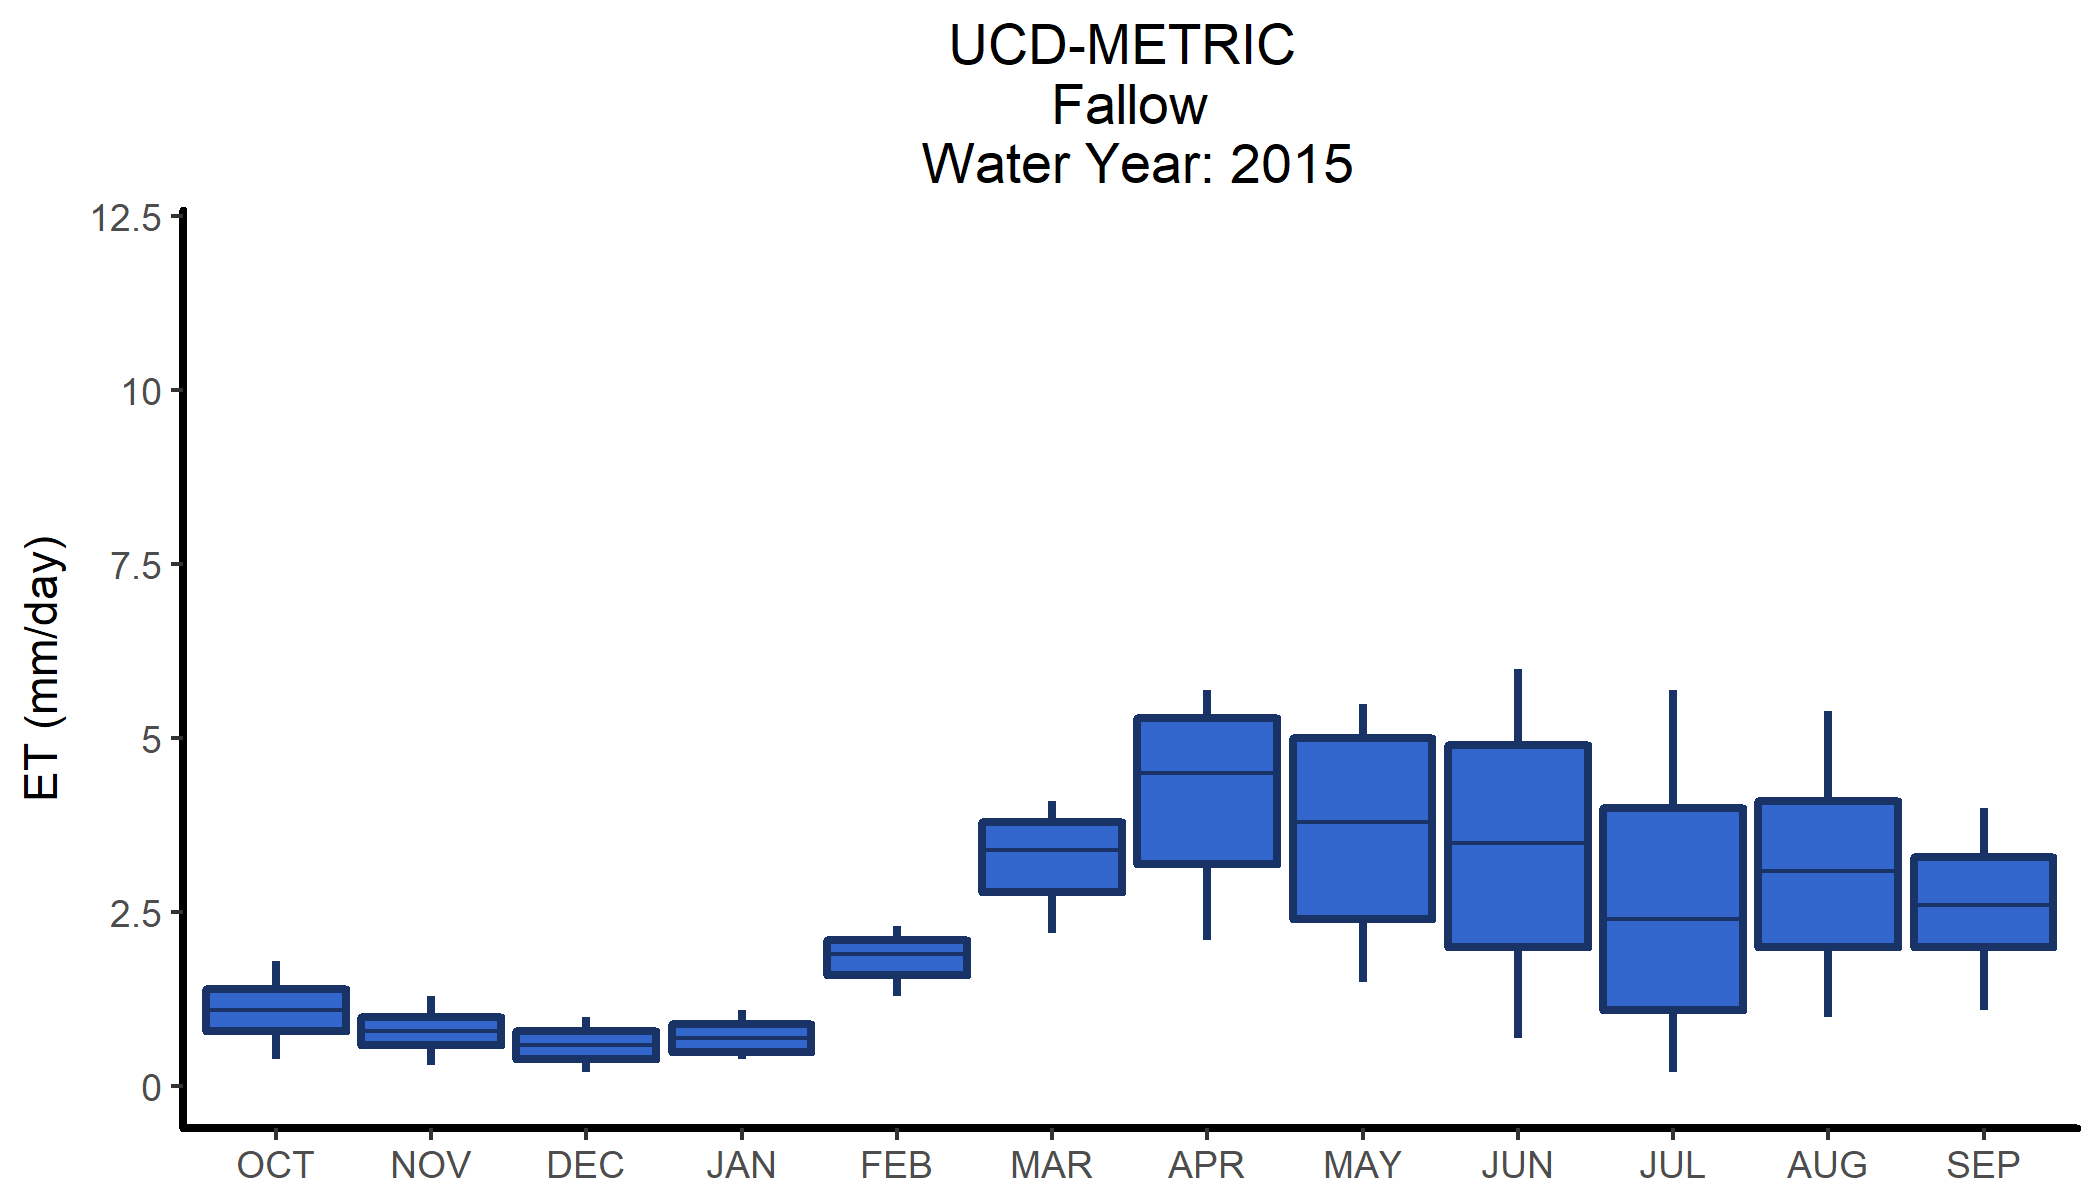 UCD-METRIC
Fallow
Water Year: 2015
ET (mm/day)
12.5
10
7.5
5
2.5
0
OCT NOV DEC JAN FEB MAR APR MAY JUN JUL AUG SEP